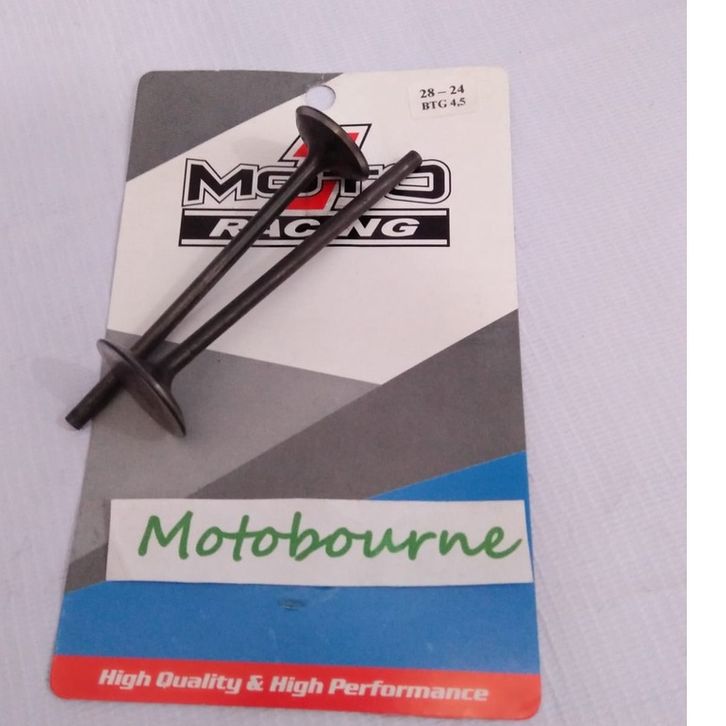 28 – 24
BTG 4,5
MOTO
RACING
Motobourne
High Quality & High Performance